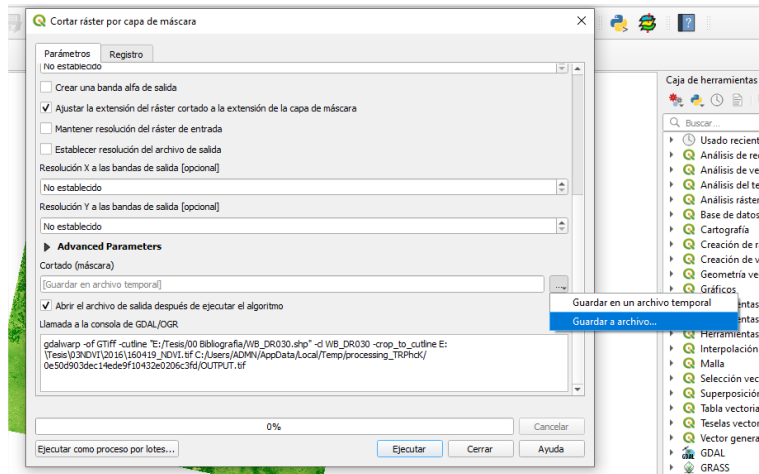 Cortar ráster por capa de máscara
Parámetros
Registro
No establecido
Crear una banda alfa de salida
Ajustar la extensión del ráster cortado a la extensión de la capa de máscara
Mantener resolución del ráster de entrada
Establecer resolución del archivo de salida
Resolución X a las bandas de salida [opcional]
No establecido
Resolución Y a las bandas de salida [opcional]
No establecido
Advanced Parameters
Cortado (máscara)
[Guardar en archivo temporal]
...
Abrir el archivo de salida después de ejecutar el algoritmo
Llamada a la consola de GDAL/OGR
gdalwarp -of GTiff -cutline "E:/Tesis/00 Bibliografia/WB_DR030.shp" -cl WB_DR030 -crop_to_cutline E:
\Tesis\03NDVI\2016\160419_NDVI.tif C:/Users/ADMN/AppData/Local/Temp/processing_TRPhcK/
0e50d903dec14ede9f10432e0206c3fd/OUTPUT.tif
0%
Cancelar
Ejecutar como proceso por lotes...
Ejecutar
Cerrar
Ayuda
Guardar en un archivo temporal
Guardar a archivo...
Caja de herramientas
Buscar...
Usado recient
Análisis de re
Análisis de ve
Análisis del te
Análisis ráster
Base de datos
Cartografía
Creación de r
Creación de v
Geometría ve
Gráficos
entas
entas
Herramientas
Interpolación
Malla
Selección vec
Superposición
Tabla vectoria
Teselas vector
Vector genera
GDAL
GRASS